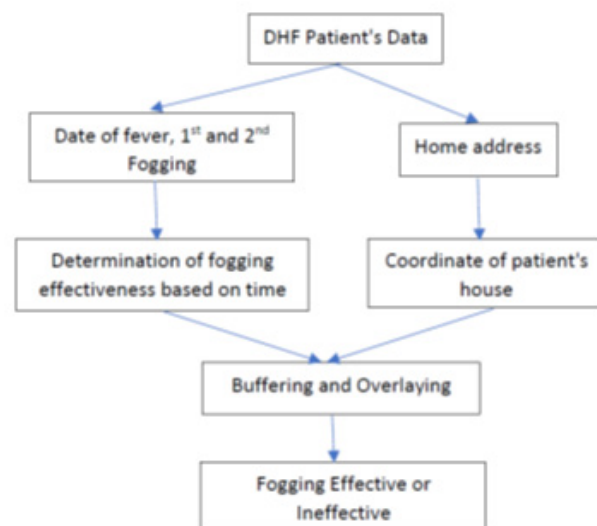 DHF Patient's Data
Date of fever, 1st and 2nd
Fogging
Home address
Determination of fogging
effectiveness based on time
Coordinate of patient's
house
Buffering and Overlaying
Fogging Effective or
Ineffective